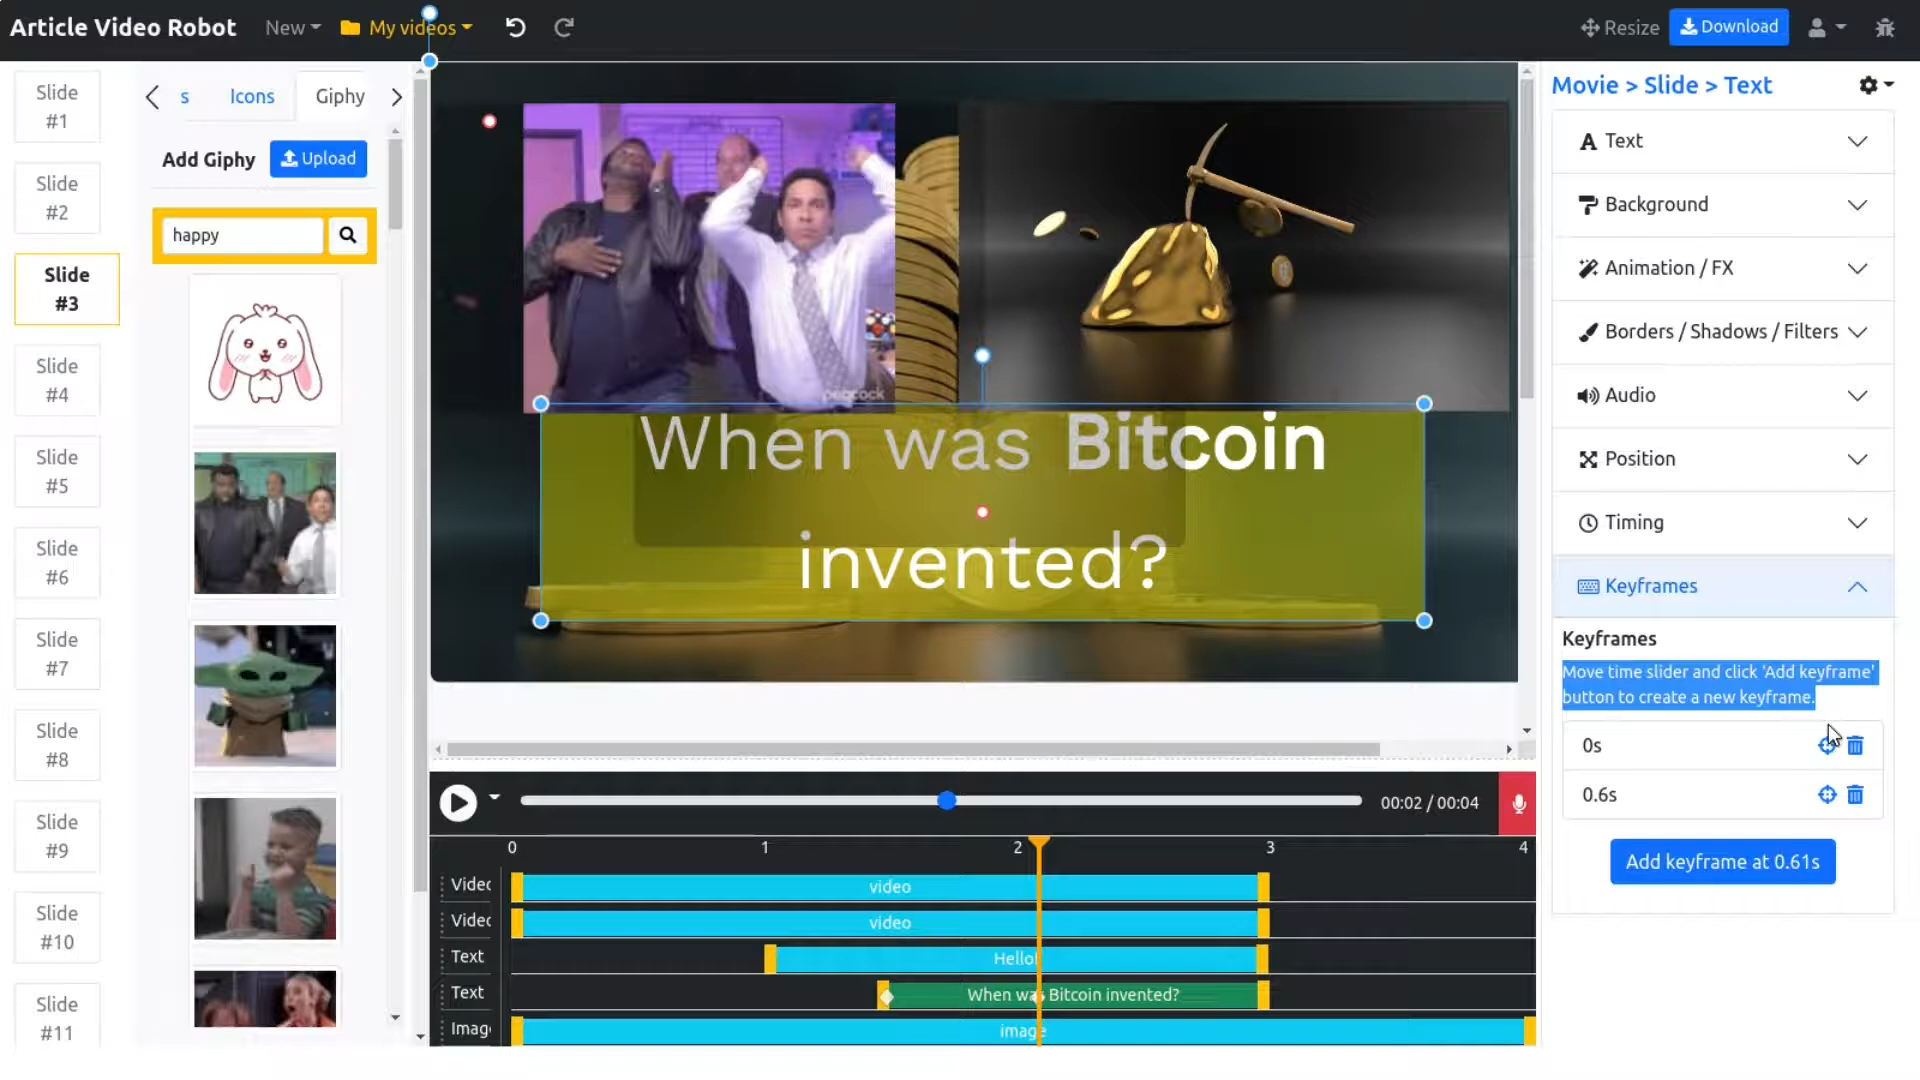 Article Video Robot
New
My videos
Resize
Download
Slide
#1
Slide
#2
Slide
#3
Slide
#4
Slide
#5
Slide
#6
Slide
#7
Slide
#8
Slide
#9
Slide
#10
Slide
#11
s
Icons
Giphy
Add Giphy
Upload
happy
peacock
When was Bitcoin
invented?
Movie > Slide > Text
Text
Background
Animation / FX
Borders / Shadows / Filters
Audio
Position
Timing
Keyframes
Keyframes
Move time slider and click 'Add keyframe'
button to create a new keyframe.
0s
0.6s
Add keyframe at 0.61s
00:02 / 00:04
0 1 2 3 4
Videc video
Videc video
Text Hello!
Text When was Bitcoin invented?
Imag image